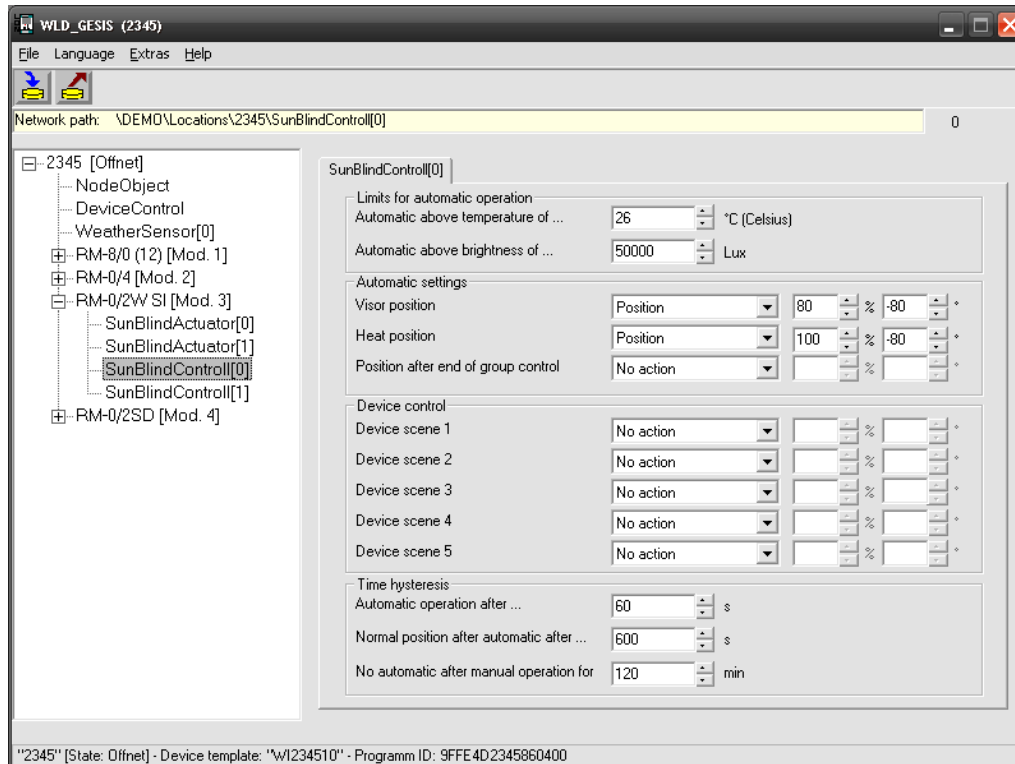 WLD_GESIS (2345)
File Language Extras Help
Network path: \DEMO\Locations\2345\SunBlindControll[0] 0
2345 [Offnet]
NodeObject
DeviceControl
WeatherSensor[0]
RM-8/0 (12) [Mod. 1]
RM-0/4 [Mod. 2]
RM-0/2W SI [Mod. 3]
SunBlindActuator[0]
SunBlindActuator[1]
SunBlindControll[0]
SunBlindControll[1]
RM-0/2SD [Mod. 4]
SunBlindControll[0]
Limits for automatic operation
Automatic above temperature of ... 26 °C (Celsius)
Automatic above brightness of ... 50000 Lux
Automatic settings
Visor position Position 80 % -80 °
Heat position Position 100 % -80 °
Position after end of group control No action % °
Device control
Device scene 1 No action % °
Device scene 2 No action % °
Device scene 3 No action % °
Device scene 4 No action % °
Device scene 5 No action % °
Time hysteresis
Automatic operation after ... 60 s
Normal position after automatic after ... 600 s
No automatic after manual operation for 120 min
"2345" [State: Offnet] - Device template: "WI234510" - Programm ID: 9FFE4D2345860400